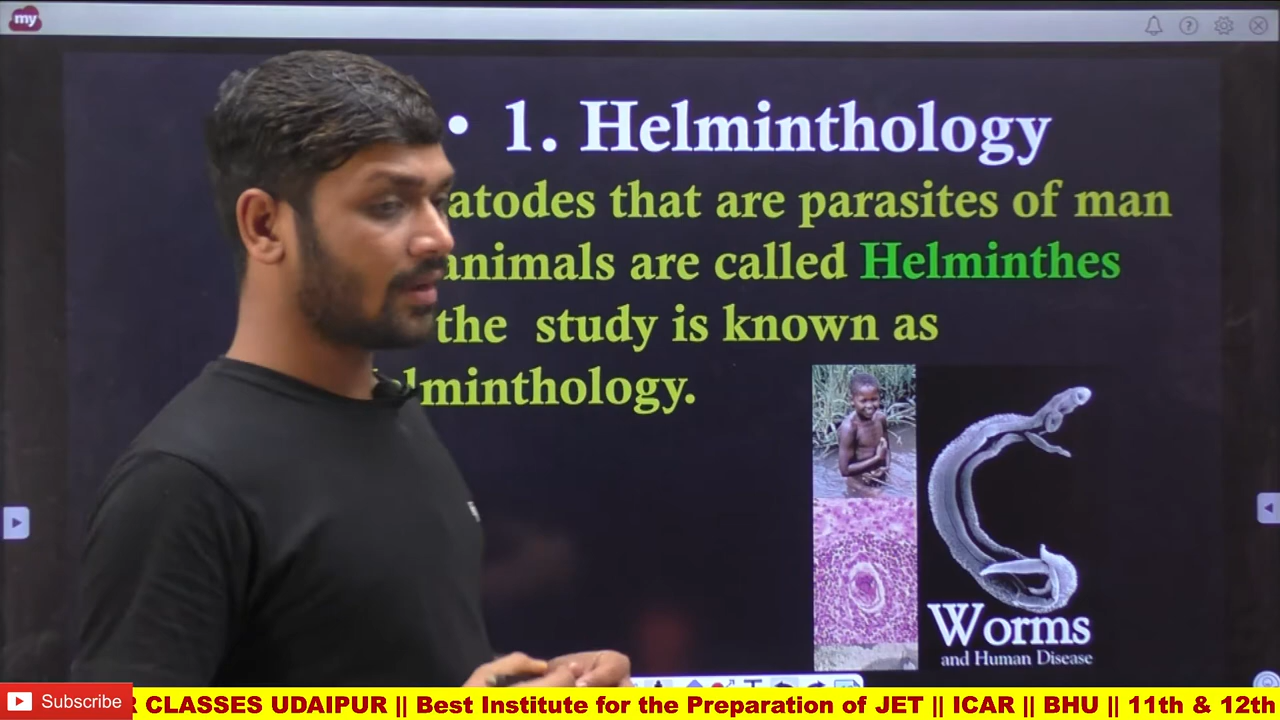 my
• 1. Helminthology
atodes that are parasites of man
animals are called Helminthes
the study is known as
elminthology.
Worms
and Human Disease
Subscribe
R CLASSES UDAIPUR || Best Institute for the Preparation of JET || ICAR || BHU || 11th & 12th